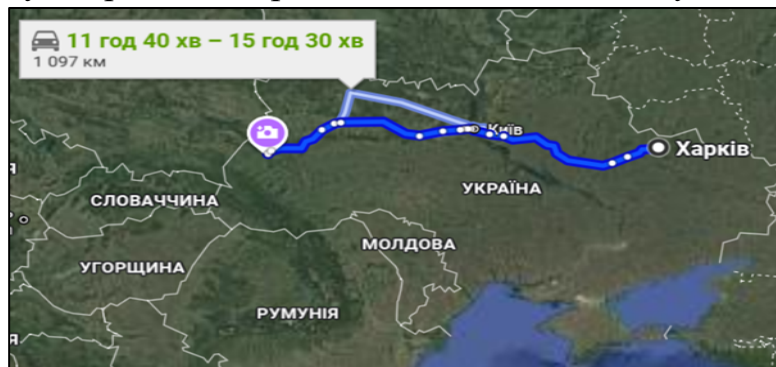 11 год 40 хв – 15 год 30 хв
1 097 км
Київ
Харків
УКРАЇНА
СЛОВАЧЧИНА
МОЛДОВА
УГОРЩИНА
РУМУНІЯ